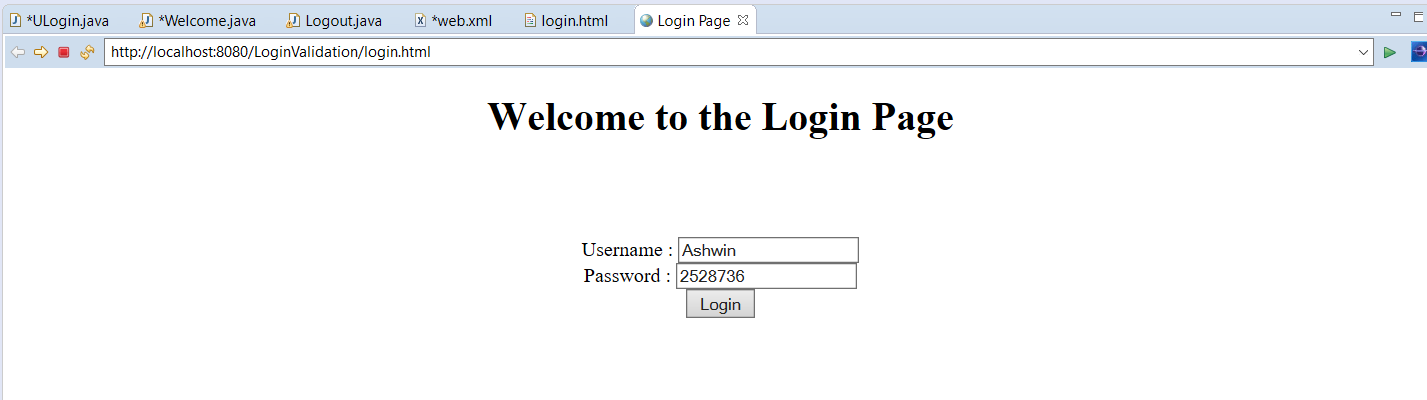 *ULogin.java *Welcome.java Logout.java *web.xml login.html Login Page
http://localhost:8080/LoginValidation/login.html
Welcome to the Login Page
Username : Ashwin
Password : 2528736
Login